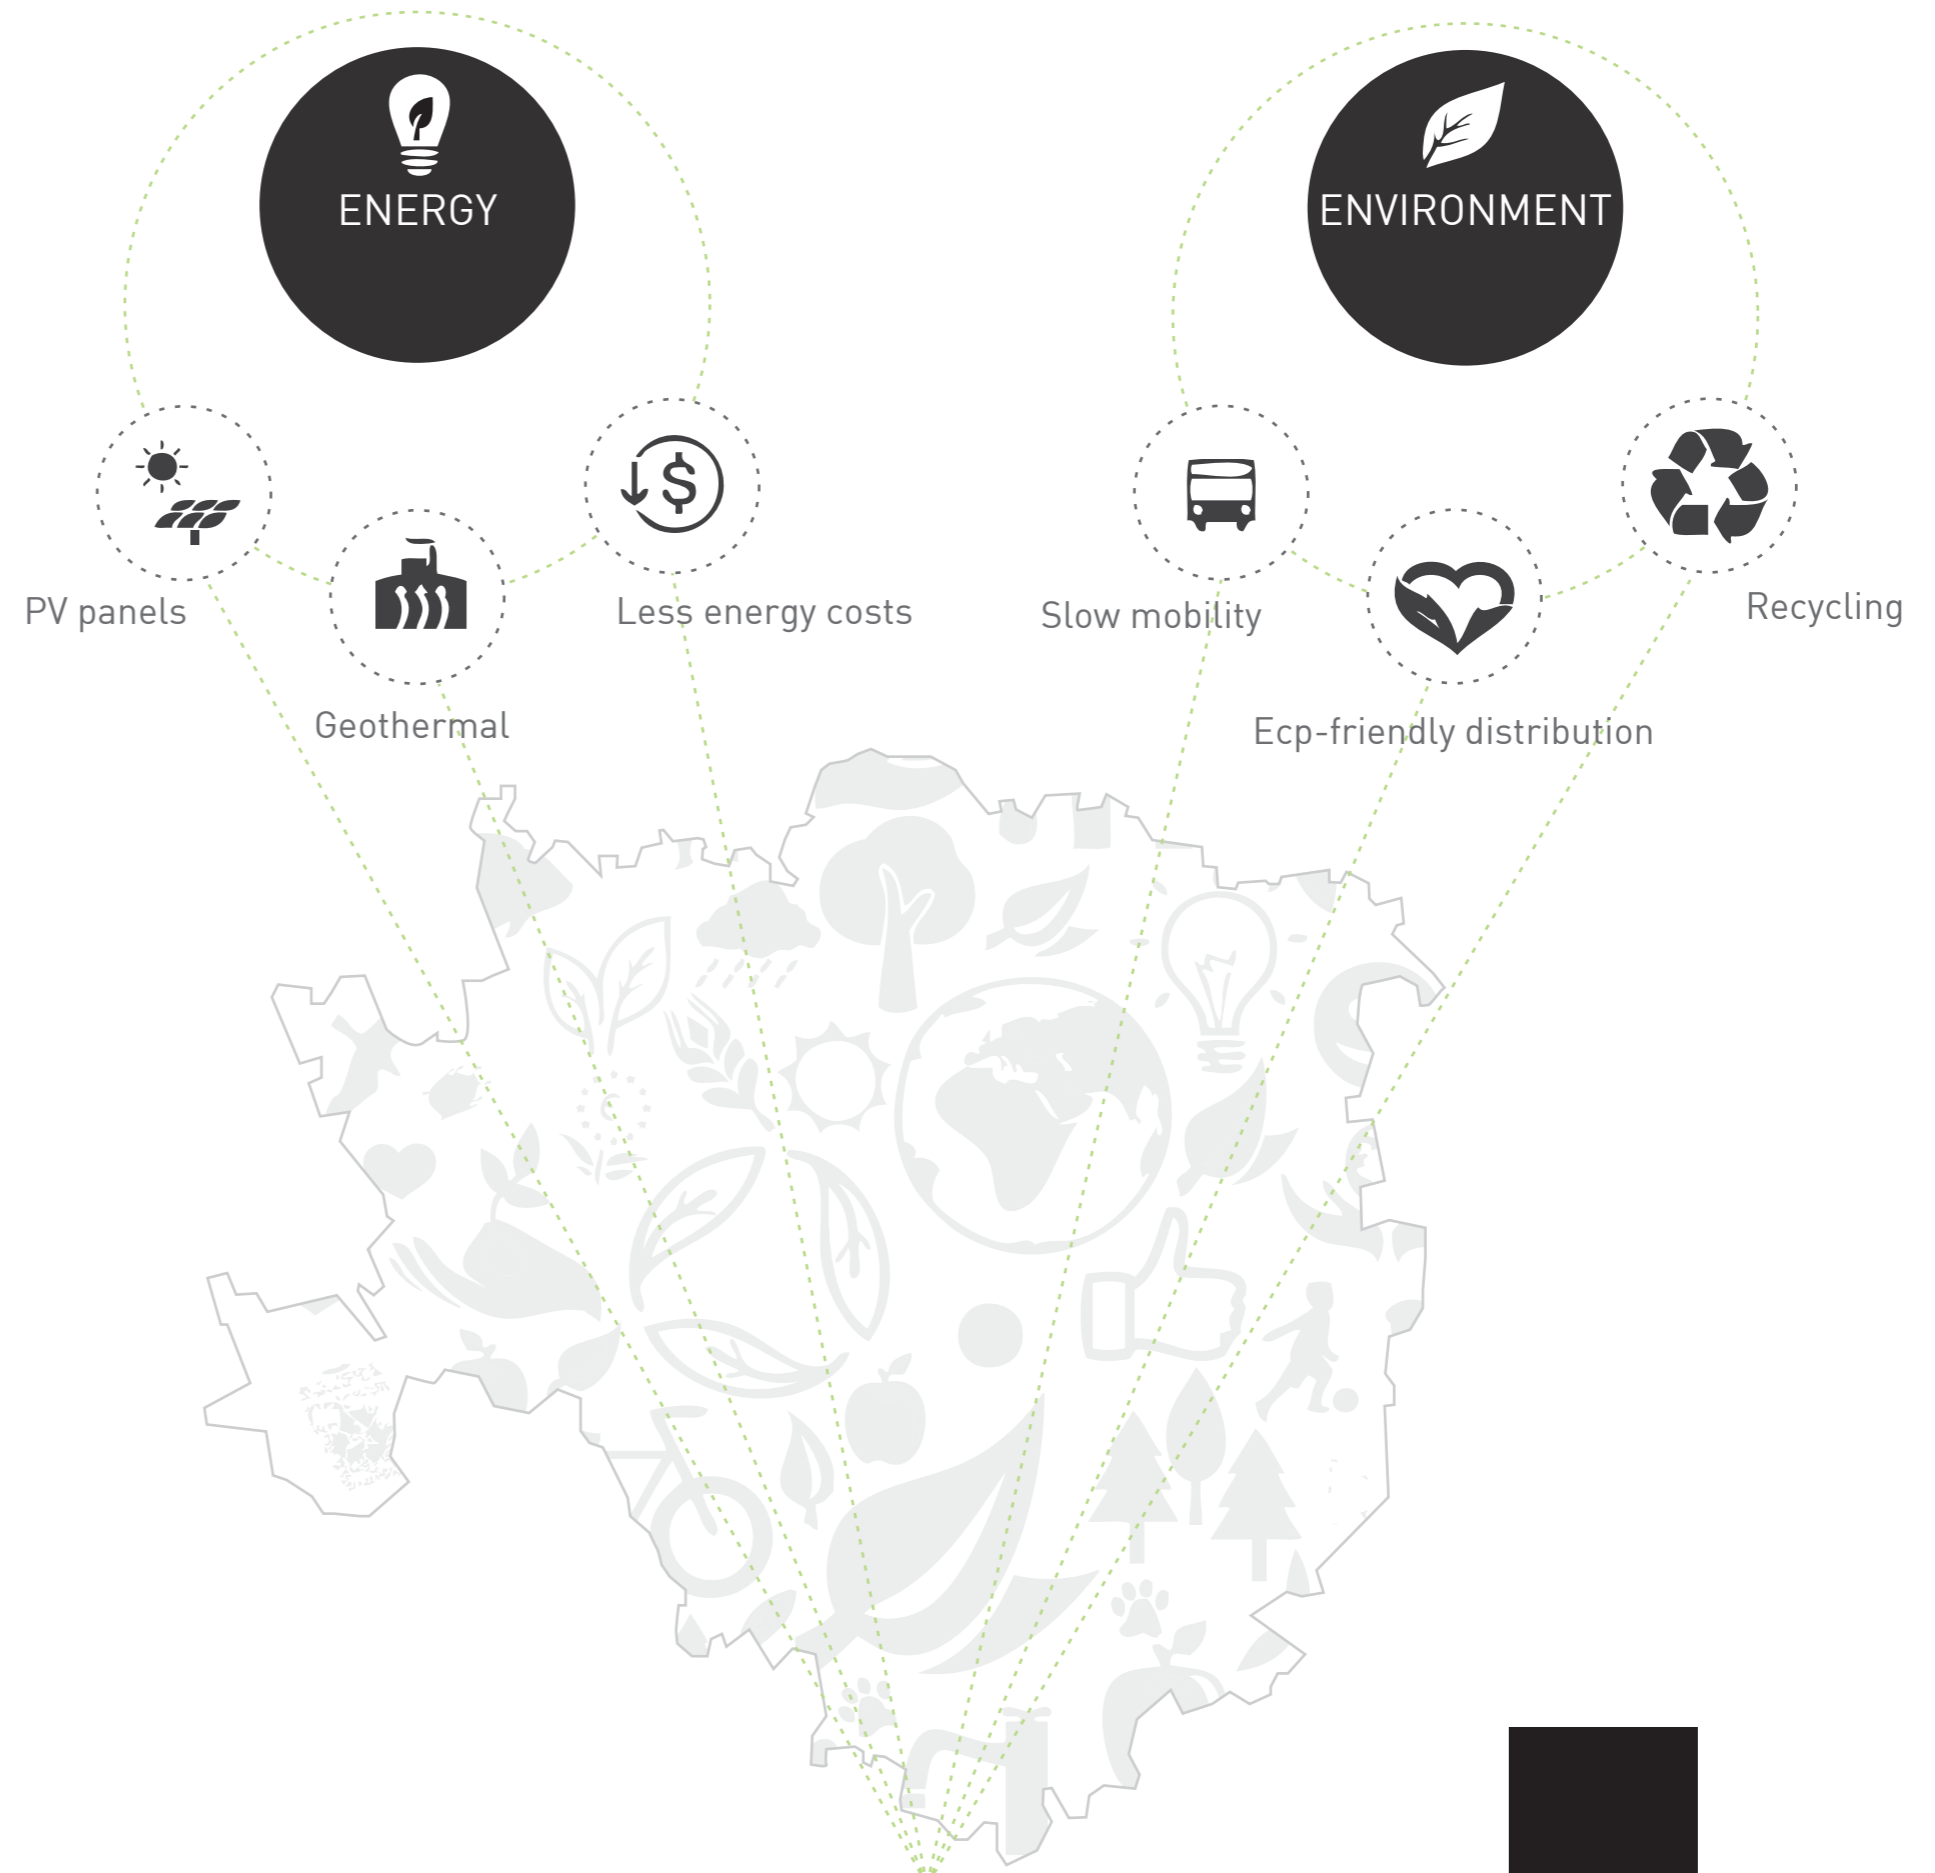 ENERGY
ENVIRONMENT
PV panels
Less energy costs
Slow mobility
Recycling
Geothermal
Ecp-friendly distribution